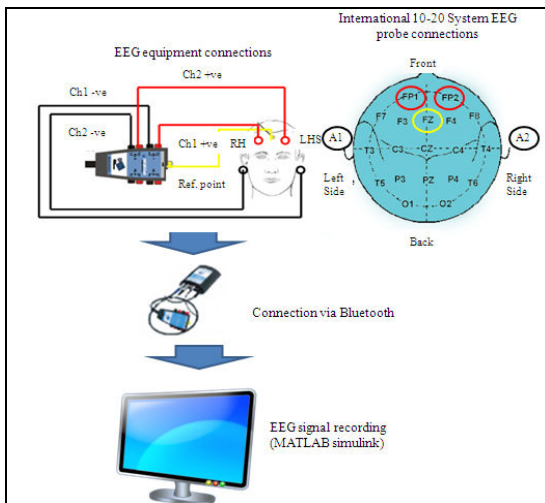 International 10-20 System EEG
probe connections
EEG equipment connections
Front
Ch2 +ve
Ch1 -ve
FP1 FP2
F7 F3 FZ F4 F8
Ch2 -ve
Ch1 +ve
RH
LHS
A1
A2
T3 C3 CZ C4 T4
Ref. point
Left
Side
Right
Side
T5 P3 PZ P4 T6
O1 O2
Back
Connection via Bluetooth
EEG signal recording
(MATLAB simulink)